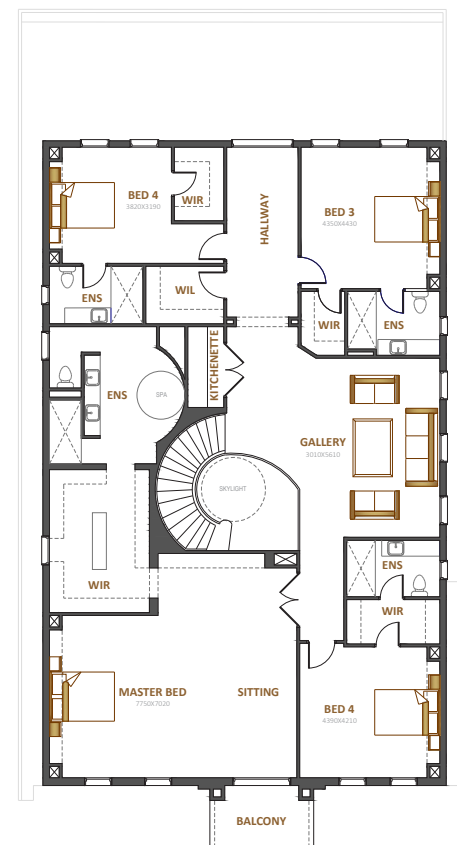 BED 4
3820X3190
WIR
HALLWAY
BED 3
4350X4430
ENS
WIL
WIR
ENS
KITCHENETTE
ENS
SPA
GALLERY
3010X5610
SKYLIGHT
ENS
WIR
WIR
MASTER BED
7750X7020
SITTING
BED 4
4390X4210
BALCONY